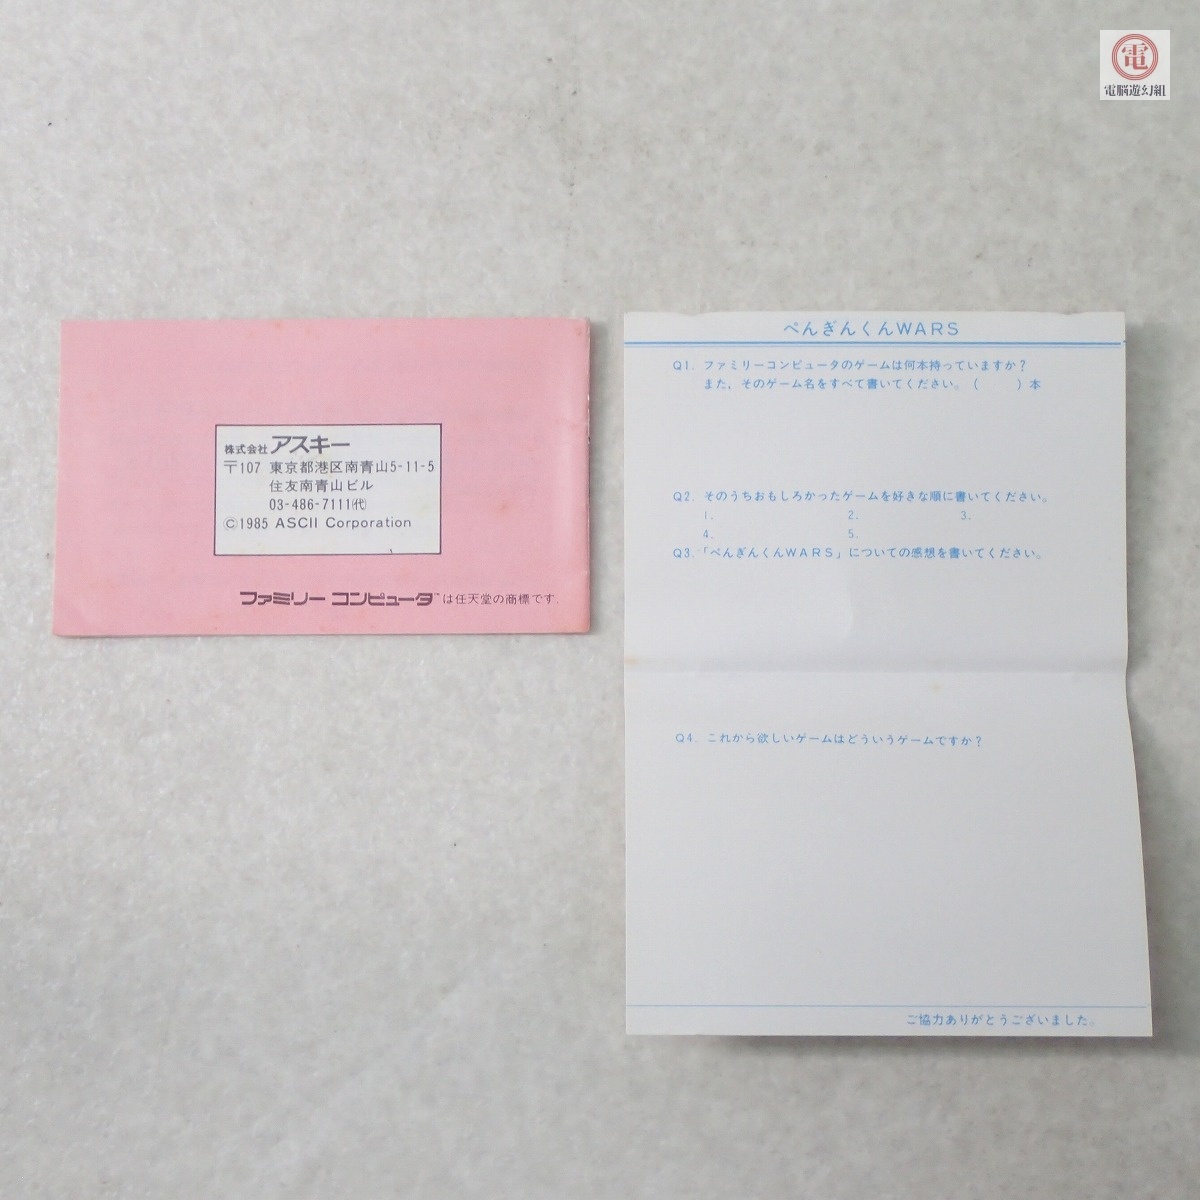 電
電脳遊幻組
株式会社 アスキー
〒107 東京都港区南青山5-11-5
住友南青山ビル
03-486-7111㈹
©1985 ASCII Corporation
ファミリー コンピュータ™は任天堂の商標です.
ぺんぎんくんWARS
Q1. ファミリーコンピュータのゲームは何本持っていますか？
また，そのゲーム名をすべて書いてください。（　　）本
Q2. そのうちおもしろかったゲームを好きな順に書いてください。
1. 2. 3.
4. 5.
Q3.「ぺんぎんくんWARS」についての感想を書いてください。
Q4. これから欲しいゲームはどういうゲームですか？
ご協力ありがとうございました。